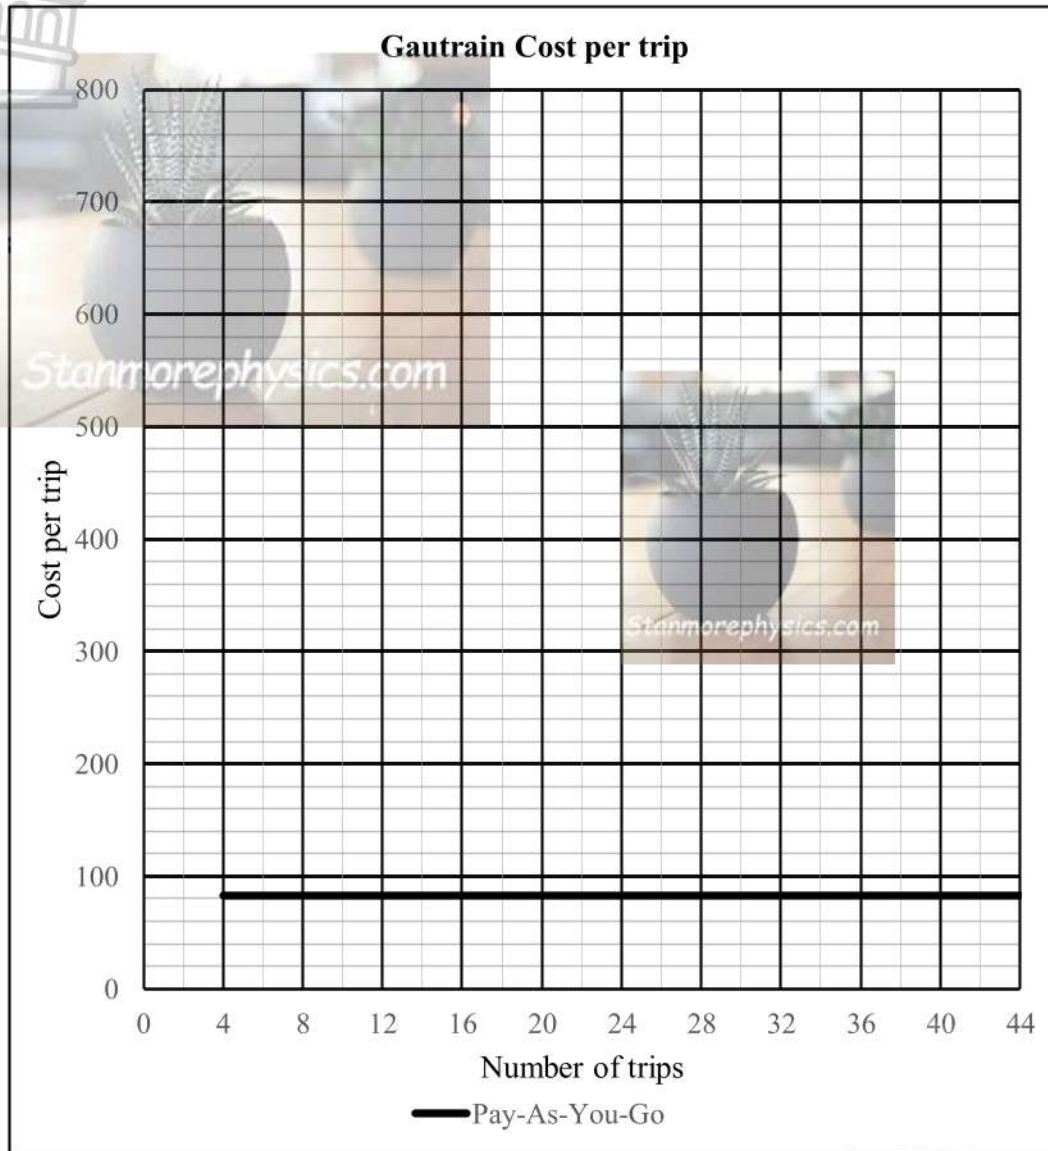 Gautrain Cost per trip
800
700
600
500
400
300
200
100
0
Cost per trip
0 4 8 12 16 20 24 28 32 36 40 44
Number of trips
Pay-As-You-Go
Stanmorephysics.com
Stanmorephysics.com